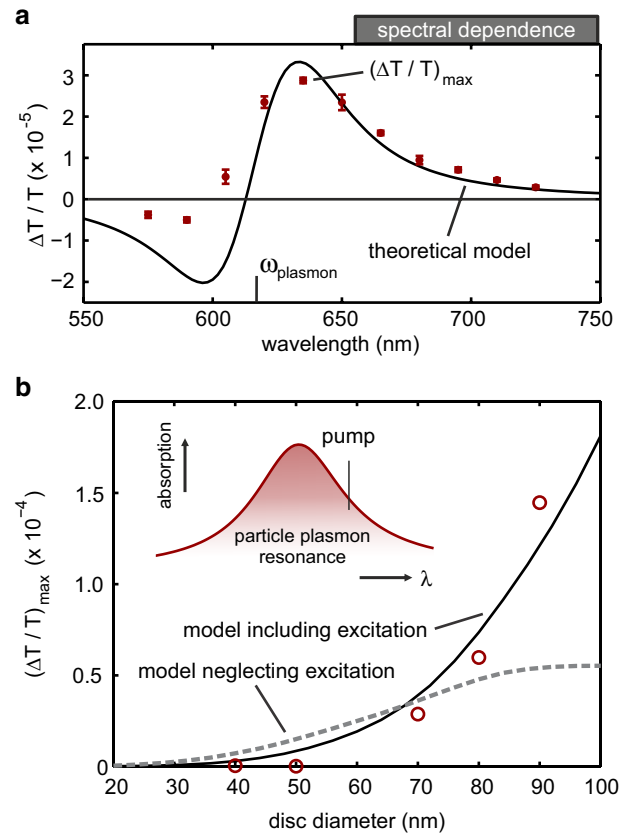 a
spectral dependence
(ΔT / T)max
ΔT / T (x 10⁻⁵)
3
2
1
0
−1
−2
theoretical model
ωplasmon
550
600
650
700
750
wavelength (nm)
b
2.0
1.5
1.0
0.5
0
(ΔT / T)max (x 10⁻⁴)
absorption
pump
particle plasmon
resonance
λ
model including excitation
model neglecting excitation
20
30
40
50
60
70
80
90
100
disc diameter (nm)